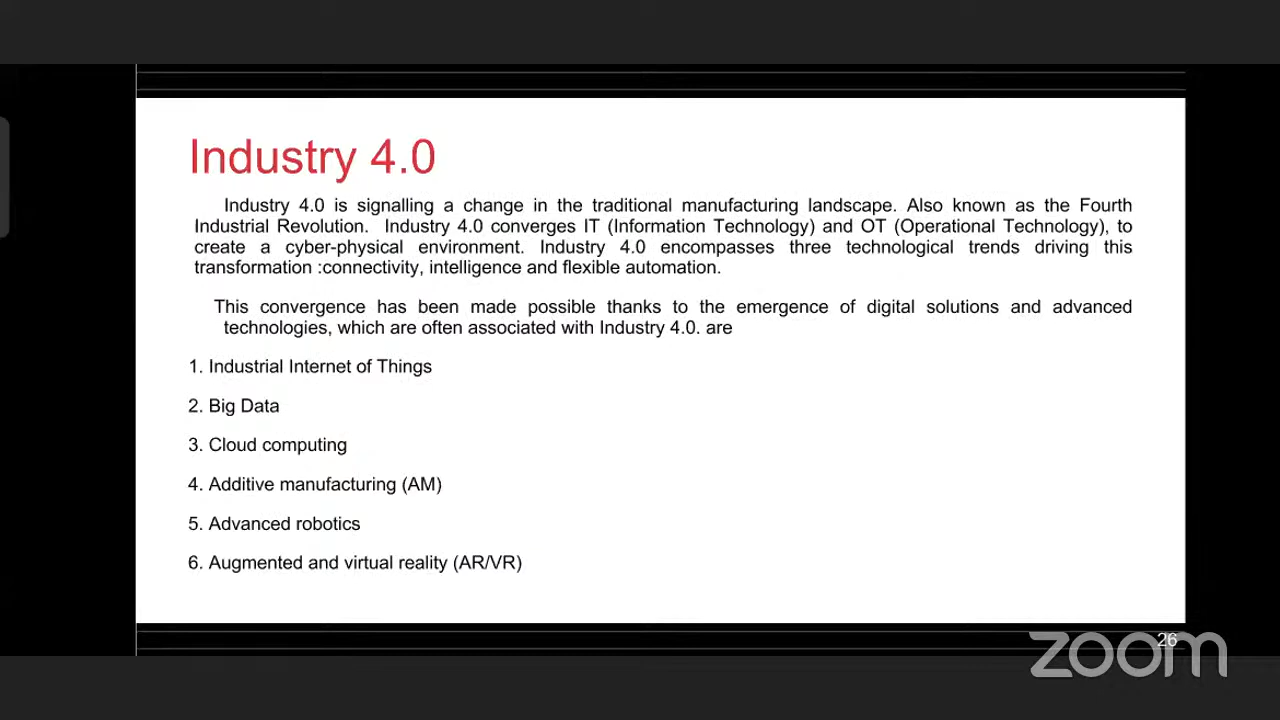 Industry 4.0
Industry 4.0 is signalling a change in the traditional manufacturing landscape. Also known as the Fourth
Industrial Revolution. Industry 4.0 converges IT (Information Technology) and OT (Operational Technology), to
create a cyber-physical environment. Industry 4.0 encompasses three technological trends driving this
transformation :connectivity, intelligence and flexible automation.
This convergence has been made possible thanks to the emergence of digital solutions and advanced
technologies, which are often associated with Industry 4.0. are
1. Industrial Internet of Things
2. Big Data
3. Cloud computing
4. Additive manufacturing (AM)
5. Advanced robotics
6. Augmented and virtual reality (AR/VR)
26
zoom